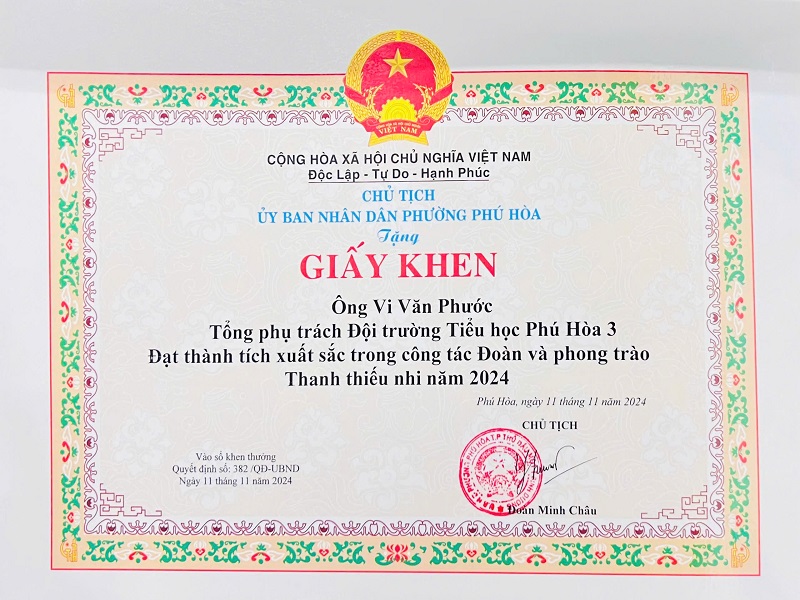 VIỆT NAM
CỘNG HÒA XÃ HỘI CHỦ NGHĨA VIỆT NAM
Độc Lập - Tự Do - Hạnh Phúc
CHỦ TỊCH
ỦY BAN NHÂN DÂN PHƯỜNG PHÚ HÒA
Tặng
GIẤY KHEN
Ông Vi Văn Phước
Tổng phụ trách Đội trường Tiểu học Phú Hòa 3
Đạt thành tích xuất sắc trong công tác Đoàn và phong trào
Thanh thiếu nhi năm 2024
Phú Hòa, ngày 11 tháng 11 năm 2024
CHỦ TỊCH
Vào sổ khen thưởng
Quyết định số: 382 /QĐ-UBND
Ngày 11 tháng 11 năm 2024
Đoàn Minh Châu